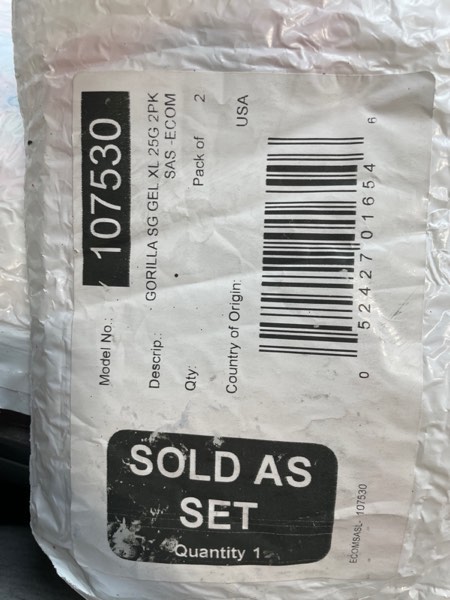 Model No.: 107530
Descrip.: GORILLA SG GEL XL 25G 2PK
SAS -ECOM
Qty: Pack of 2
Country of Origin: USA
0 52427 01654 6
SOLD AS
SET
Quantity 1
ECOMSASL- 107530